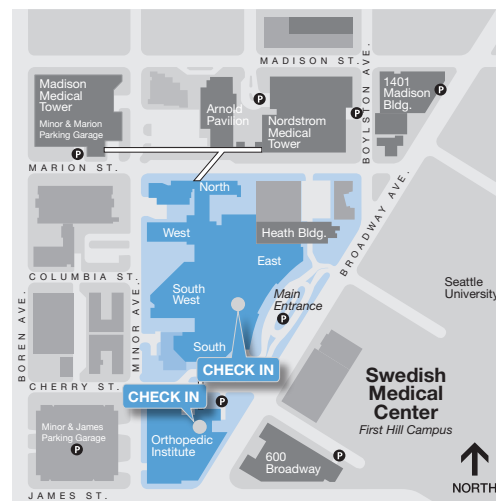 MADISON ST.
Madison
Medical
Tower
Minor & Marion
Parking Garage
P
Arnold
Pavilion
P
Nordstrom
Medical
Tower
P
BOYLSTON AVE.
1401
Madison
Bldg.
P
MARION ST.
North
West
Heath Bldg.
East
BROADWAY AVE.
COLUMBIA ST.
South
West
Main
Entrance
P
Seattle
University
BOREN AVE.
MINOR AVE.
South
CHECK IN
CHERRY ST.
CHECK IN
P
Swedish
Medical
Center
First Hill Campus
Minor & James
Parking Garage
P
Orthopedic
Institute
600
Broadway
P
JAMES ST.
NORTH